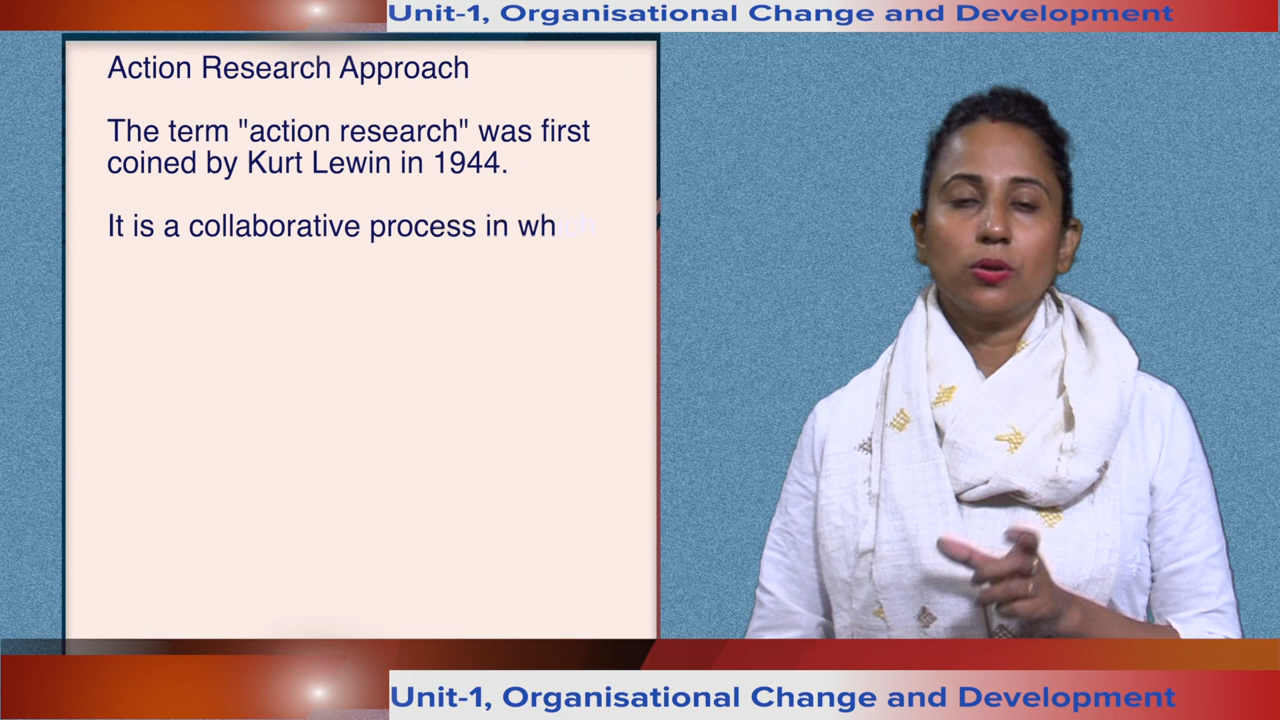 Unit-1, Organisational Change and Development
Action Research Approach
The term "action research" was first
coined by Kurt Lewin in 1944.
It is a collaborative process in which
Unit-1, Organisational Change and Development